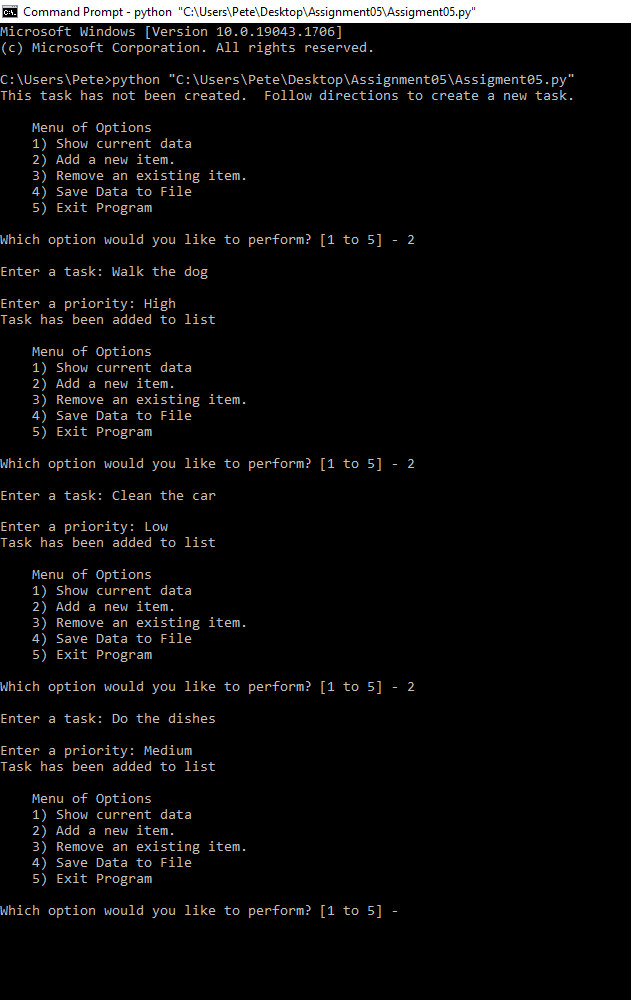 Command Prompt - python "C:\Users\Pete\Desktop\Assignment05\Assigment05.py"
Microsoft Windows [Version 10.0.19043.1706]
(c) Microsoft Corporation. All rights reserved.
C:\Users\Pete>python "C:\Users\Pete\Desktop\Assignment05\Assigment05.py"
This task has not been created.  Follow directions to create a new task.
Menu of Options
1) Show current data
2) Add a new item.
3) Remove an existing item.
4) Save Data to File
5) Exit Program
Which option would you like to perform? [1 to 5] - 2
Enter a task: Walk the dog
Enter a priority: High
Task has been added to list
Menu of Options
1) Show current data
2) Add a new item.
3) Remove an existing item.
4) Save Data to File
5) Exit Program
Which option would you like to perform? [1 to 5] - 2
Enter a task: Clean the car
Enter a priority: Low
Task has been added to list
Menu of Options
1) Show current data
2) Add a new item.
3) Remove an existing item.
4) Save Data to File
5) Exit Program
Which option would you like to perform? [1 to 5] - 2
Enter a task: Do the dishes
Enter a priority: Medium
Task has been added to list
Menu of Options
1) Show current data
2) Add a new item.
3) Remove an existing item.
4) Save Data to File
5) Exit Program
Which option would you like to perform? [1 to 5] -